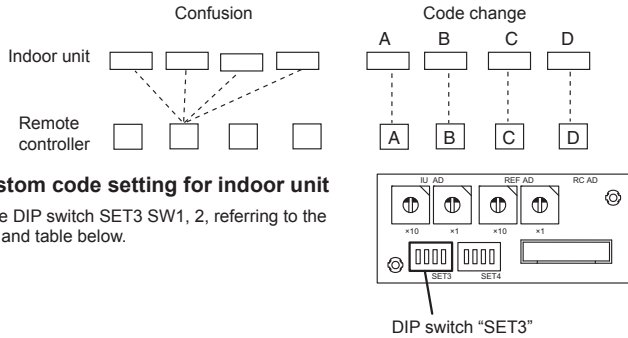 Confusion
Code change
Indoor unit
A B C D
Remote
controller
A B C D
stom code setting for indoor unit
e DIP switch SET3 SW1, 2, referring to the
and table below.
IU AD REF AD RC AD
×10 ×1 ×10 ×1
SET3 SET4
DIP switch “SET3”